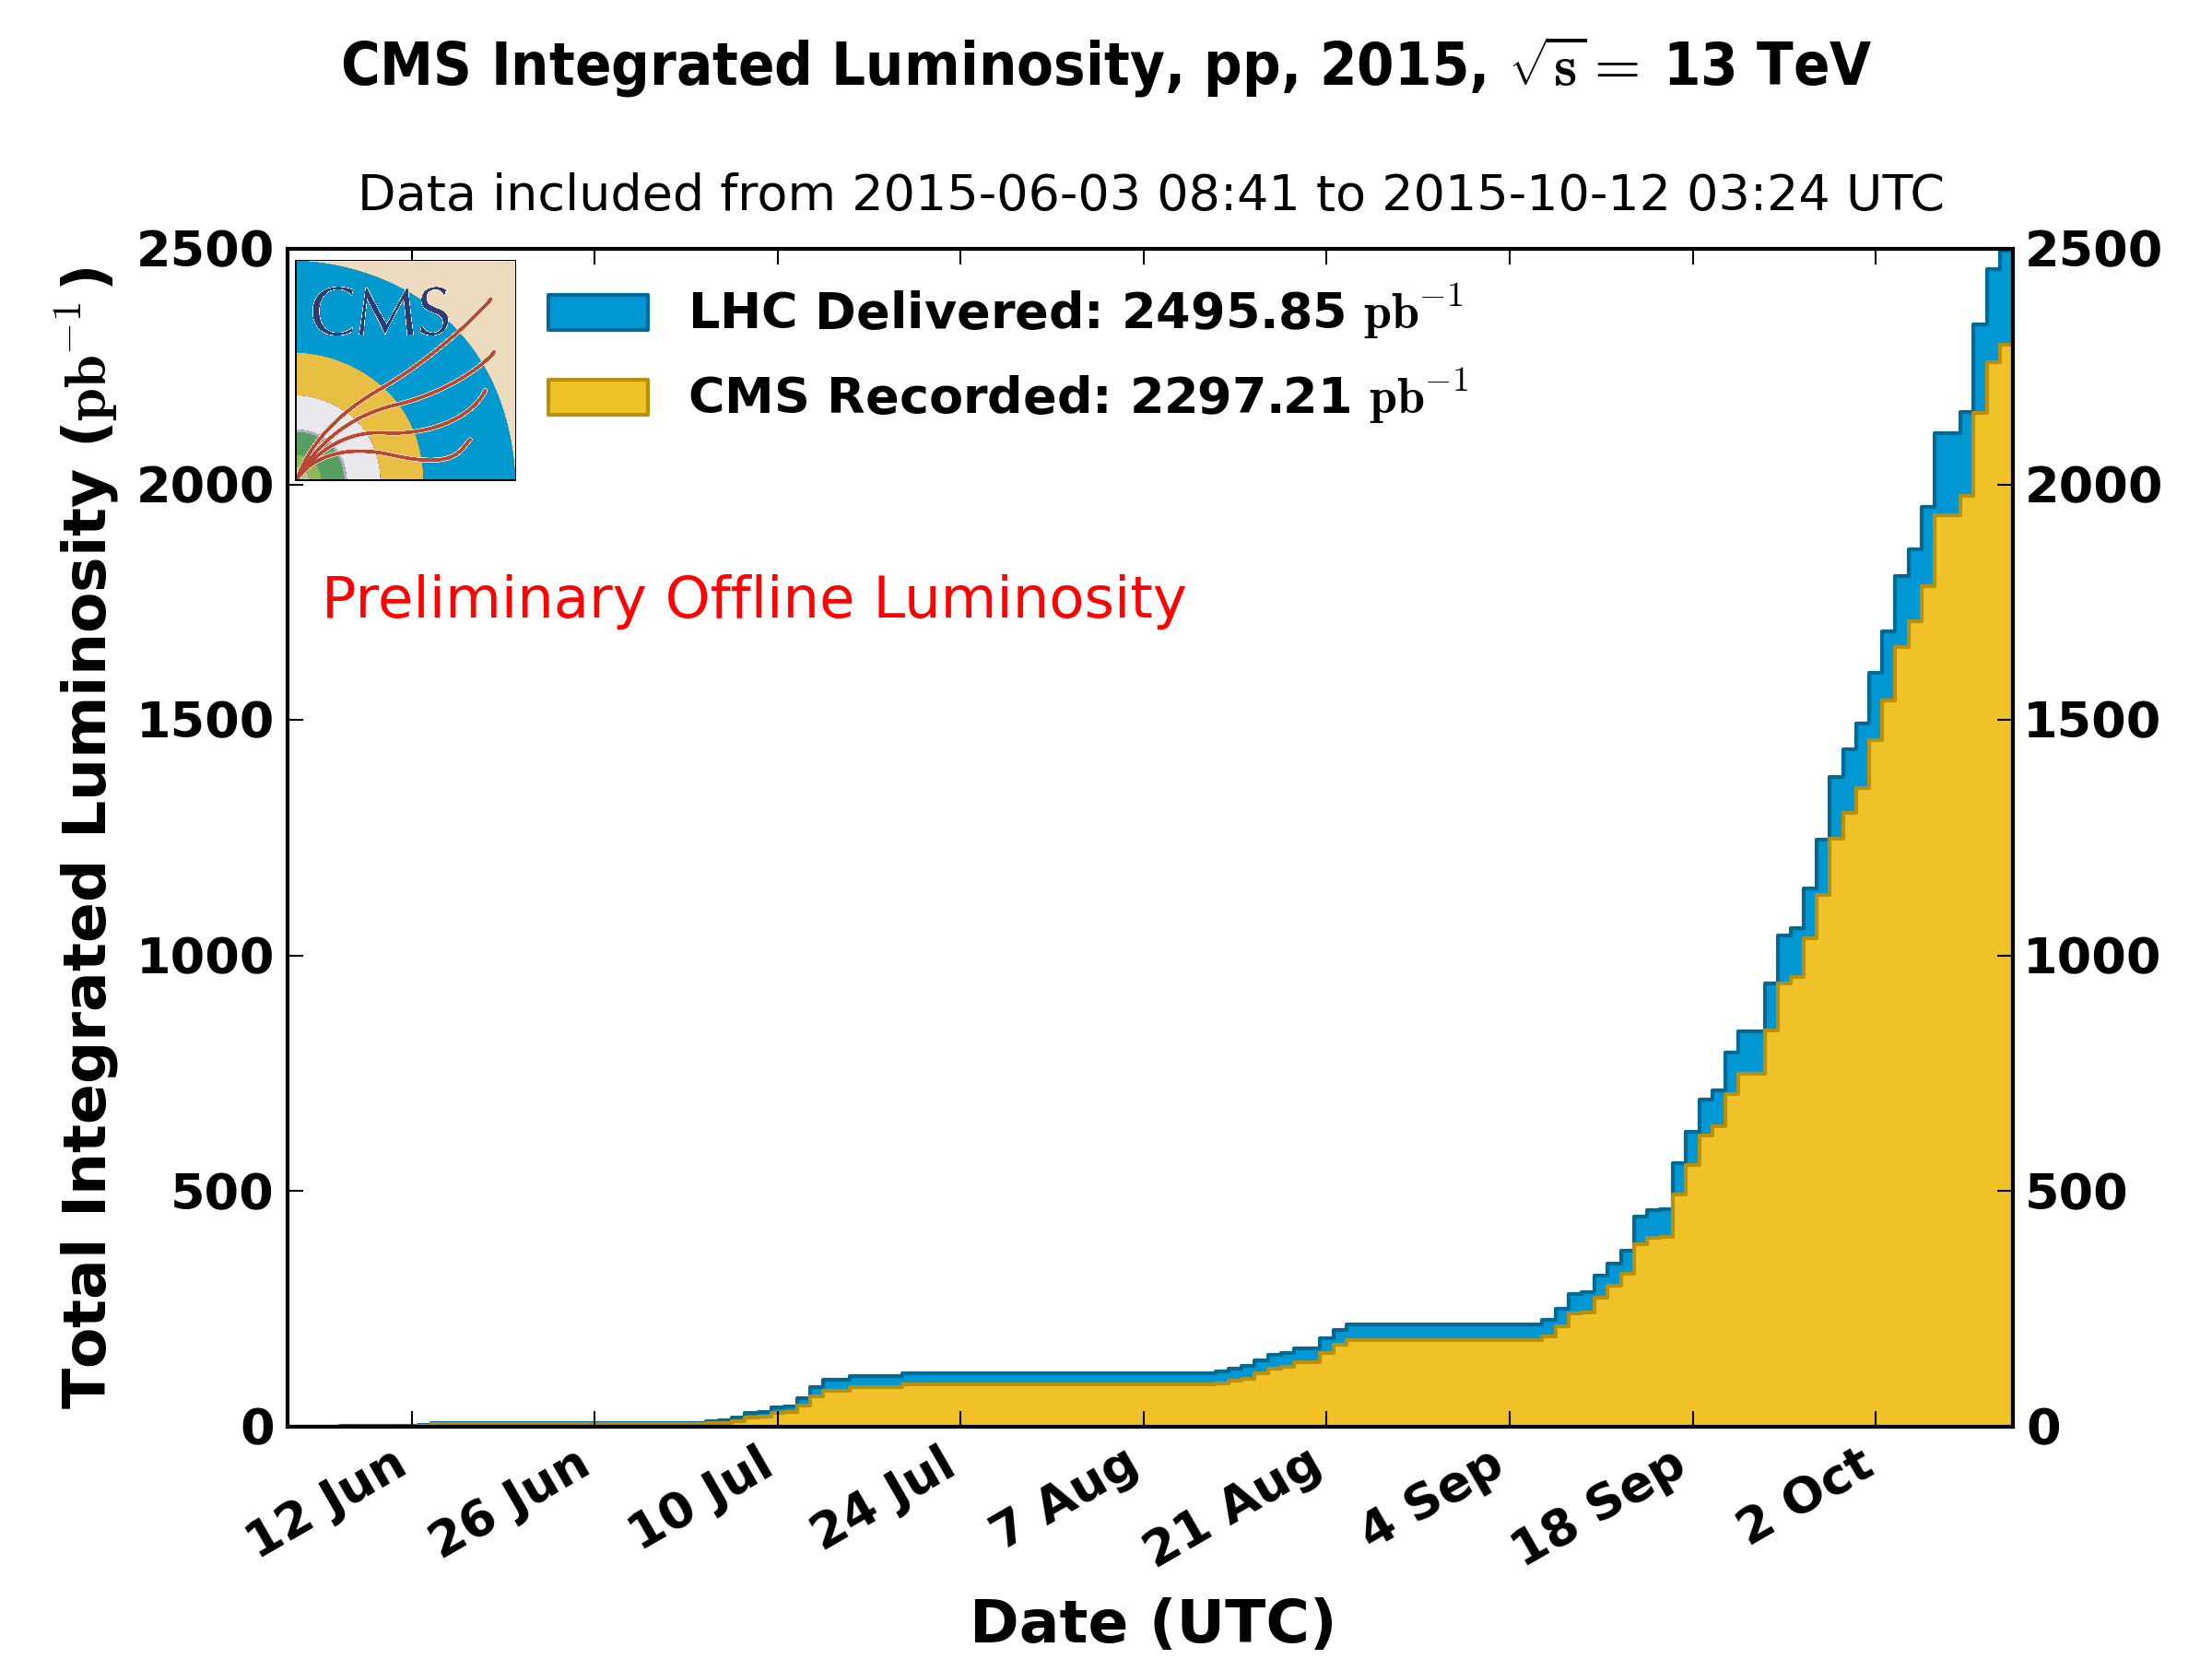 CMS Integrated Luminosity, pp, 2015, √s = 13 TeV
Data included from 2015-06-03 08:41 to 2015-10-12 03:24 UTC
CMS
LHC Delivered: 2495.85 pb⁻¹
CMS Recorded: 2297.21 pb⁻¹
Preliminary Offline Luminosity
Total Integrated Luminosity (pb⁻¹)
2500
2000
1500
1000
500
0
2500
2000
1500
1000
500
0
12 Jun
26 Jun
10 Jul
24 Jul
7 Aug
21 Aug
4 Sep
18 Sep
2 Oct
Date (UTC)